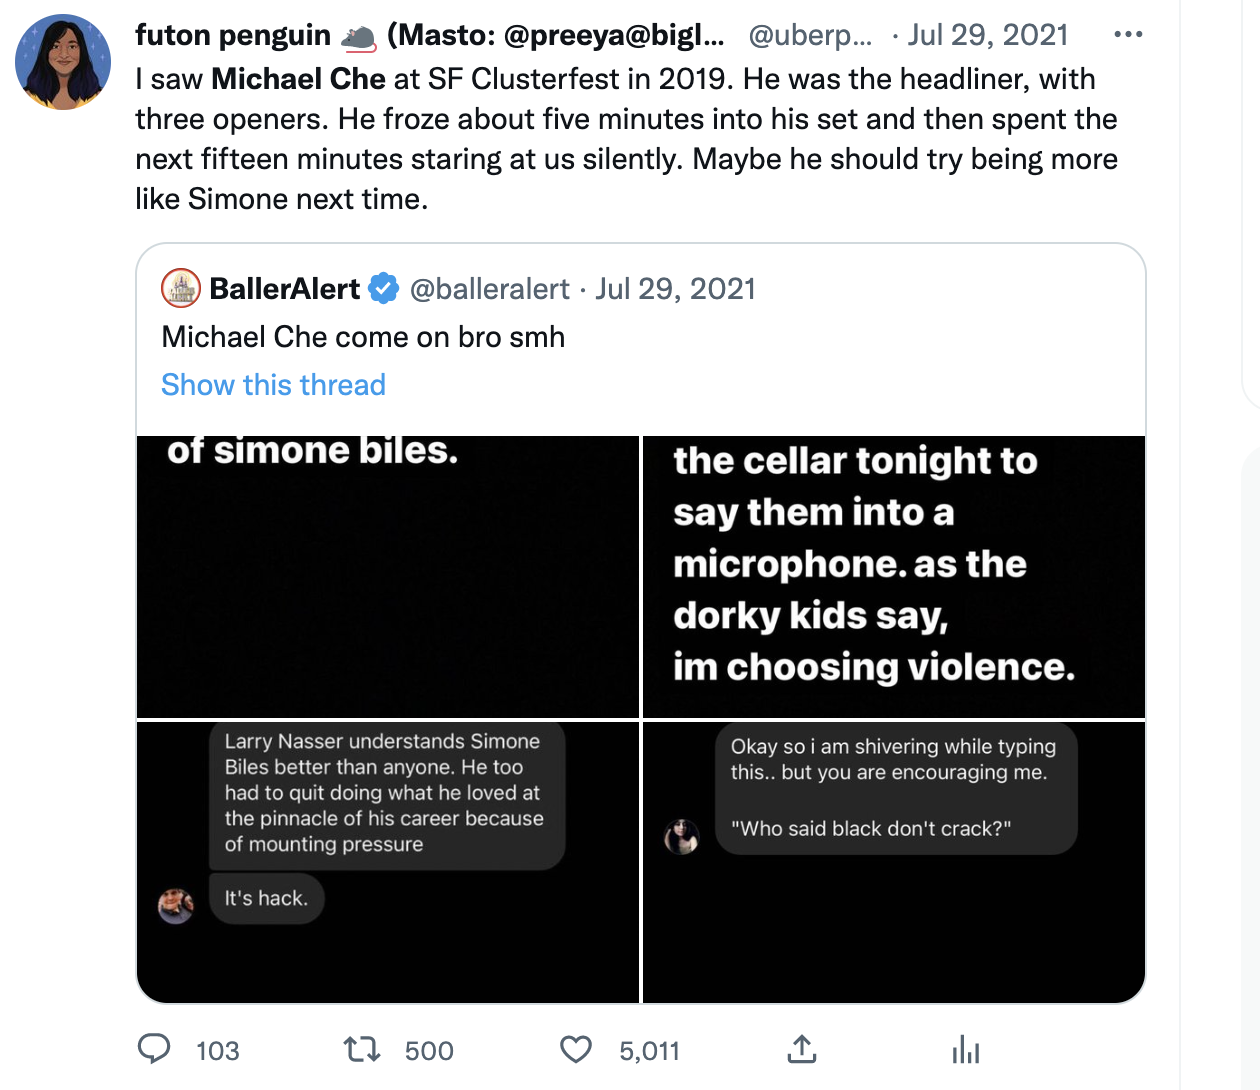 futon penguin 🐀 (Masto: @preeya@bigl... @uberp... · Jul 29, 2021 ···
I saw Michael Che at SF Clusterfest in 2019. He was the headliner, with
three openers. He froze about five minutes into his set and then spent the
next fifteen minutes staring at us silently. Maybe he should try being more
like Simone next time.
BallerAlert @balleralert · Jul 29, 2021
Michael Che come on bro smh
Show this thread
of simone biles.
the cellar tonight to
say them into a
microphone. as the
dorky kids say,
im choosing violence.
Larry Nasser understands Simone
Biles better than anyone. He too
had to quit doing what he loved at
the pinnacle of his career because
of mounting pressure
It's hack.
Okay so i am shivering while typing
this.. but you are encouraging me.
"Who said black don't crack?"
103 500 5,011